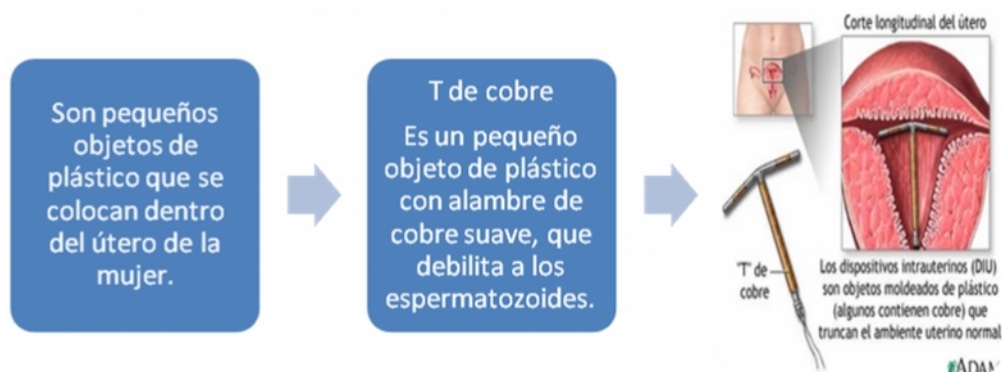 Son pequeños
objetos de
plástico que se
colocan dentro
del útero de la
mujer.
T de cobre
Es un pequeño
objeto de plástico
con alambre de
cobre suave, que
debilita a los
espermatozoides.
Corte longitudinal del útero
"T" de
cobre
Los dispositivos intrauterinos (DIU)
son objetos moldeados de plástico
(algunos contienen cobre) que
truncan el ambiente uterino normal
ADAM